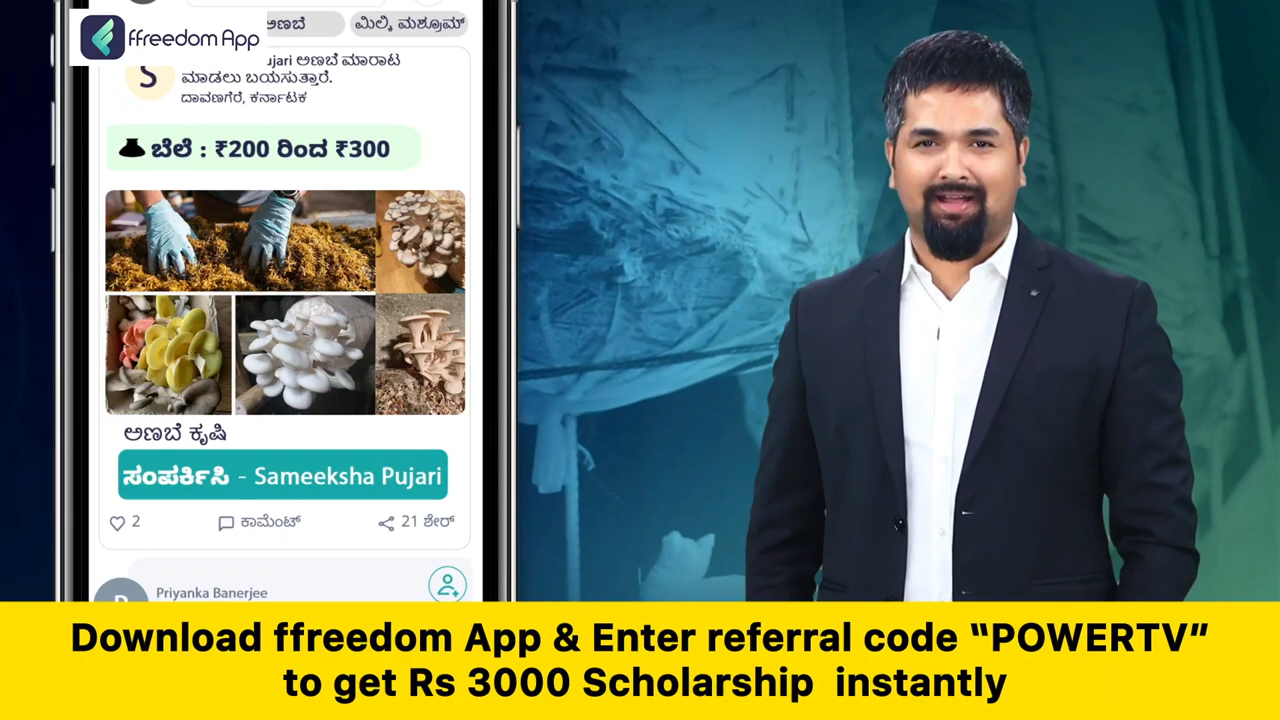 ಅಣಬೆ
ಮಿಲ್ಕಿ ಮಶ್ರೂಮ್
ffreedom App
S
ujari ಅಣಬೆ ಮಾರಾಟ
ಮಾಡಲು ಬಯಸುತ್ತಾರೆ.
ದಾವಣಗೆರೆ, ಕರ್ನಾಟಕ
ಬೆಲೆ : ₹200 ರಿಂದ ₹300
ಅಣಬೆ ಕೃಷಿ
ಸಂಪರ್ಕಿಸಿ - Sameeksha Pujari
2
ಕಾಮೆಂಟ್
21 ಶೇರ್
Priyanka Banerjee
Download ffreedom App & Enter referral code “POWERTV”
to get Rs 3000 Scholarship instantly